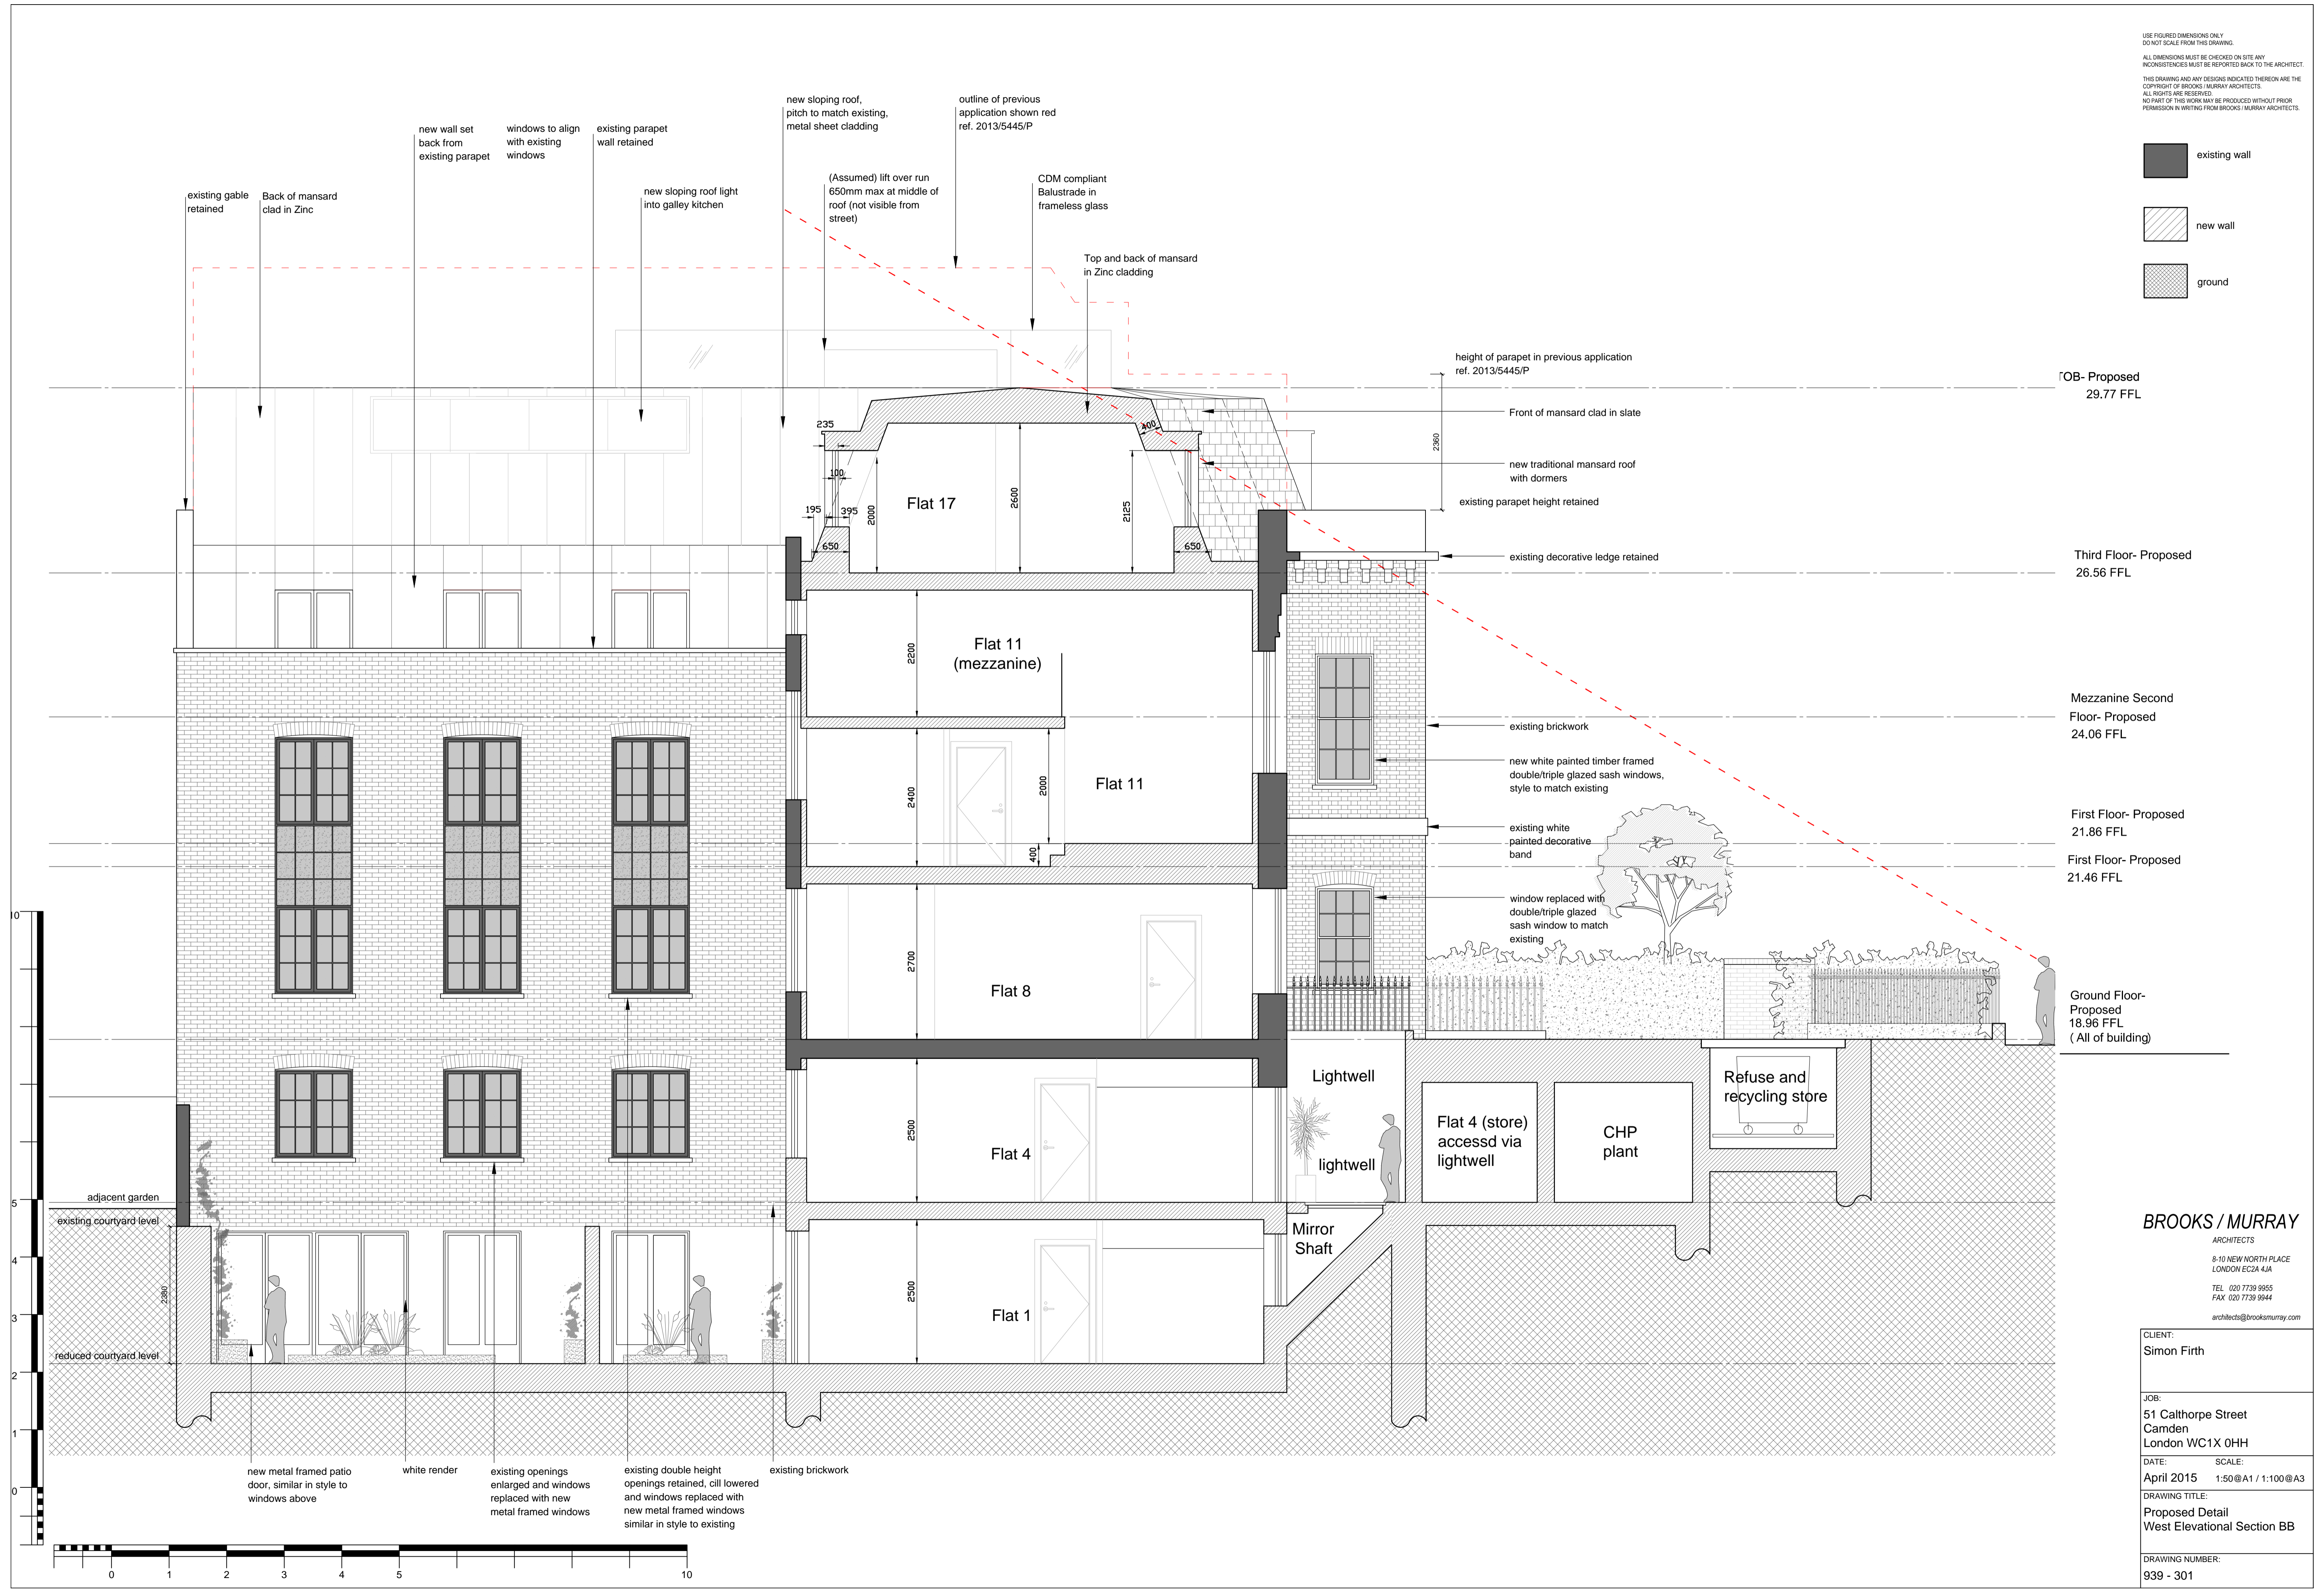 USE FIGURED DIMENSIONS ONLY
DO NOT SCALE FROM THIS DRAWING.
ALL DIMENSIONS MUST BE CHECKED ON SITE ANY
INCONSISTENCIES MUST BE REPORTED BACK TO THE ARCHITECT.
THIS DRAWING AND ANY DESIGNS INDICATED THEREON ARE THE
COPYRIGHT OF BROOKS / MURRAY ARCHITECTS.
ALL RIGHTS ARE RESERVED.
NO PART OF THIS WORK MAY BE PRODUCED WITHOUT PRIOR
PERMISSION IN WRITING FROM BROOKS / MURRAY ARCHITECTS.
existing wall
new wall
ground
existing gable
retained
Back of mansard
clad in Zinc
new wall set
back from
existing parapet
windows to align
with existing
windows
existing parapet
wall retained
new sloping roof light
into galley kitchen
new sloping roof,
pitch to match existing,
metal sheet cladding
(Assumed) lift over run
650mm max at middle of
roof (not visible from
street)
outline of previous
application shown red
ref. 2013/5445/P
CDM compliant
Balustrade in
frameless glass
Top and back of mansard
in Zinc cladding
height of parapet in previous application
ref. 2013/5445/P
2360
Front of mansard clad in slate
new traditional mansard roof
with dormers
existing parapet height retained
existing decorative ledge retained
existing brickwork
new white painted timber framed
double/triple glazed sash windows,
style to match existing
existing white
painted decorative
band
window replaced with
double/triple glazed
sash window to match
existing
TOB- Proposed
29.77 FFL
Third Floor- Proposed
26.56 FFL
Mezzanine Second
Floor- Proposed
24.06 FFL
First Floor- Proposed
21.86 FFL
First Floor- Proposed
21.46 FFL
Ground Floor-
Proposed
18.96 FFL
( All of building)
235
400
100
195
395
2000
2600
2125
650
650
Flat 17
2200
Flat 11
(mezzanine)
2400
2000
400
Flat 11
2700
Flat 8
2500
Flat 4
2500
Flat 1
Lightwell
lightwell
Mirror
Shaft
Flat 4 (store)
accessd via
lightwell
CHP
plant
Refuse and
recycling store
adjacent garden
existing courtyard level
reduced courtyard level
2380
10
5
4
3
2
1
0
new metal framed patio
door, similar in style to
windows above
white render
existing openings
enlarged and windows
replaced with new
metal framed windows
existing double height
openings retained, cill lowered
and windows replaced with
new metal framed windows
similar in style to existing
existing brickwork
0 1 2 3 4 5 10
BROOKS / MURRAY
ARCHITECTS
8-10 NEW NORTH PLACE
LONDON EC2A 4JA
TEL 020 7739 9955
FAX 020 7739 9944
architects@brooksmurray.com
CLIENT:
Simon Firth
JOB:
51 Calthorpe Street
Camden
London WC1X 0HH
DATE: SCALE:
April 2015 1:50@A1 / 1:100@A3
DRAWING TITLE:
Proposed Detail
West Elevational Section BB
DRAWING NUMBER:
939 - 301